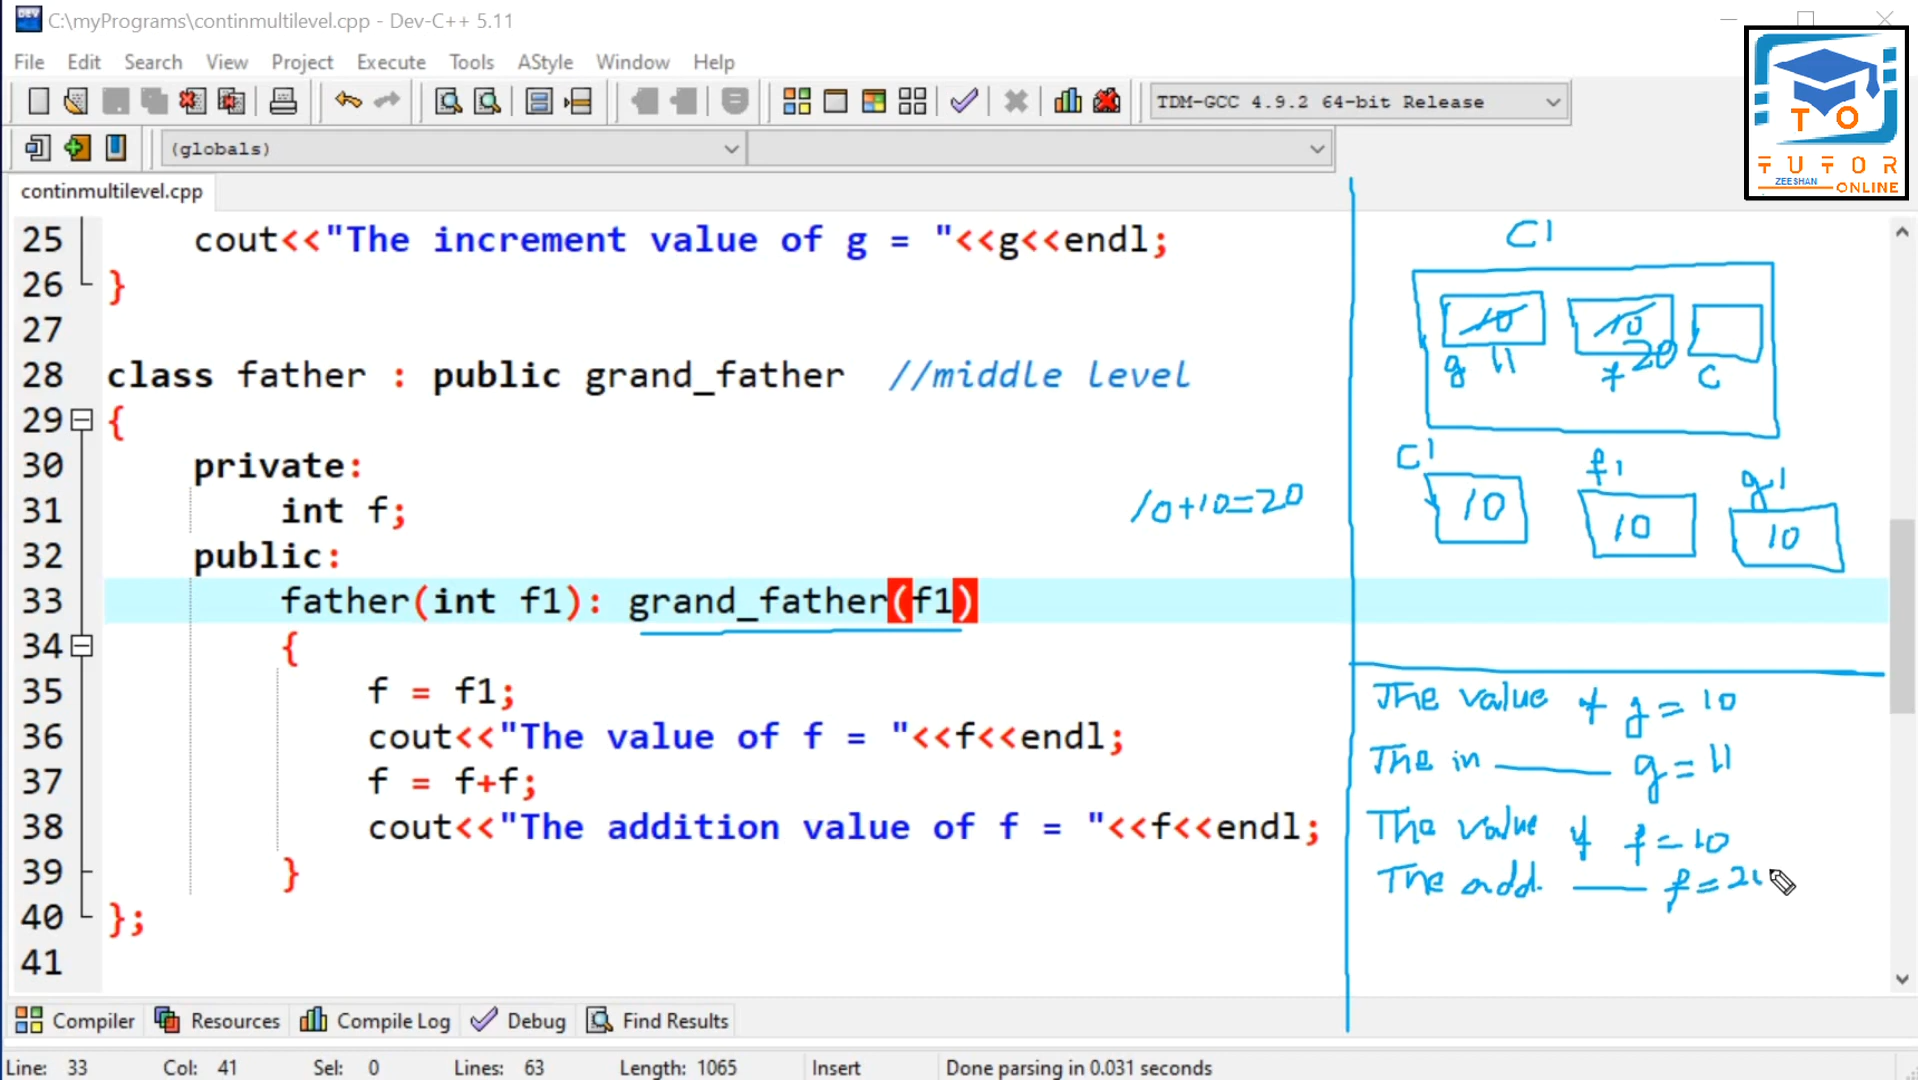 C:\myPrograms\continmultilevel.cpp - Dev-C++ 5.11
File Edit Search View Project Execute Tools AStyle Window Help
TDM-GCC 4.9.2 64-bit Release
(globals)
continmultilevel.cpp
TO
TUTOR
ZEESHAN
ONLINE
25 cout<<"The increment value of g = "<<g<<endl;
26 }
27
28 class father : public grand_father //middle level
29 {
30 private:
31 int f;
32 public:
33 father(int f1): grand_father(f1)
34 {
35 f = f1;
36 cout<<"The value of f = "<<f<<endl;
37 f = f+f;
38 cout<<"The addition value of f = "<<f<<endl;
39 }
40 };
41
10+10=20
C1
10 10
g 11 f 20 C
C1 f1 g1
10 10 10
The value of g = 10
The in ____ g = 11
The value of f = 10
The add. ____ f = 20
Compiler Resources Compile Log Debug Find Results
Line: 33 Col: 41 Sel: 0 Lines: 63 Length: 1065 Insert Done parsing in 0.031 seconds